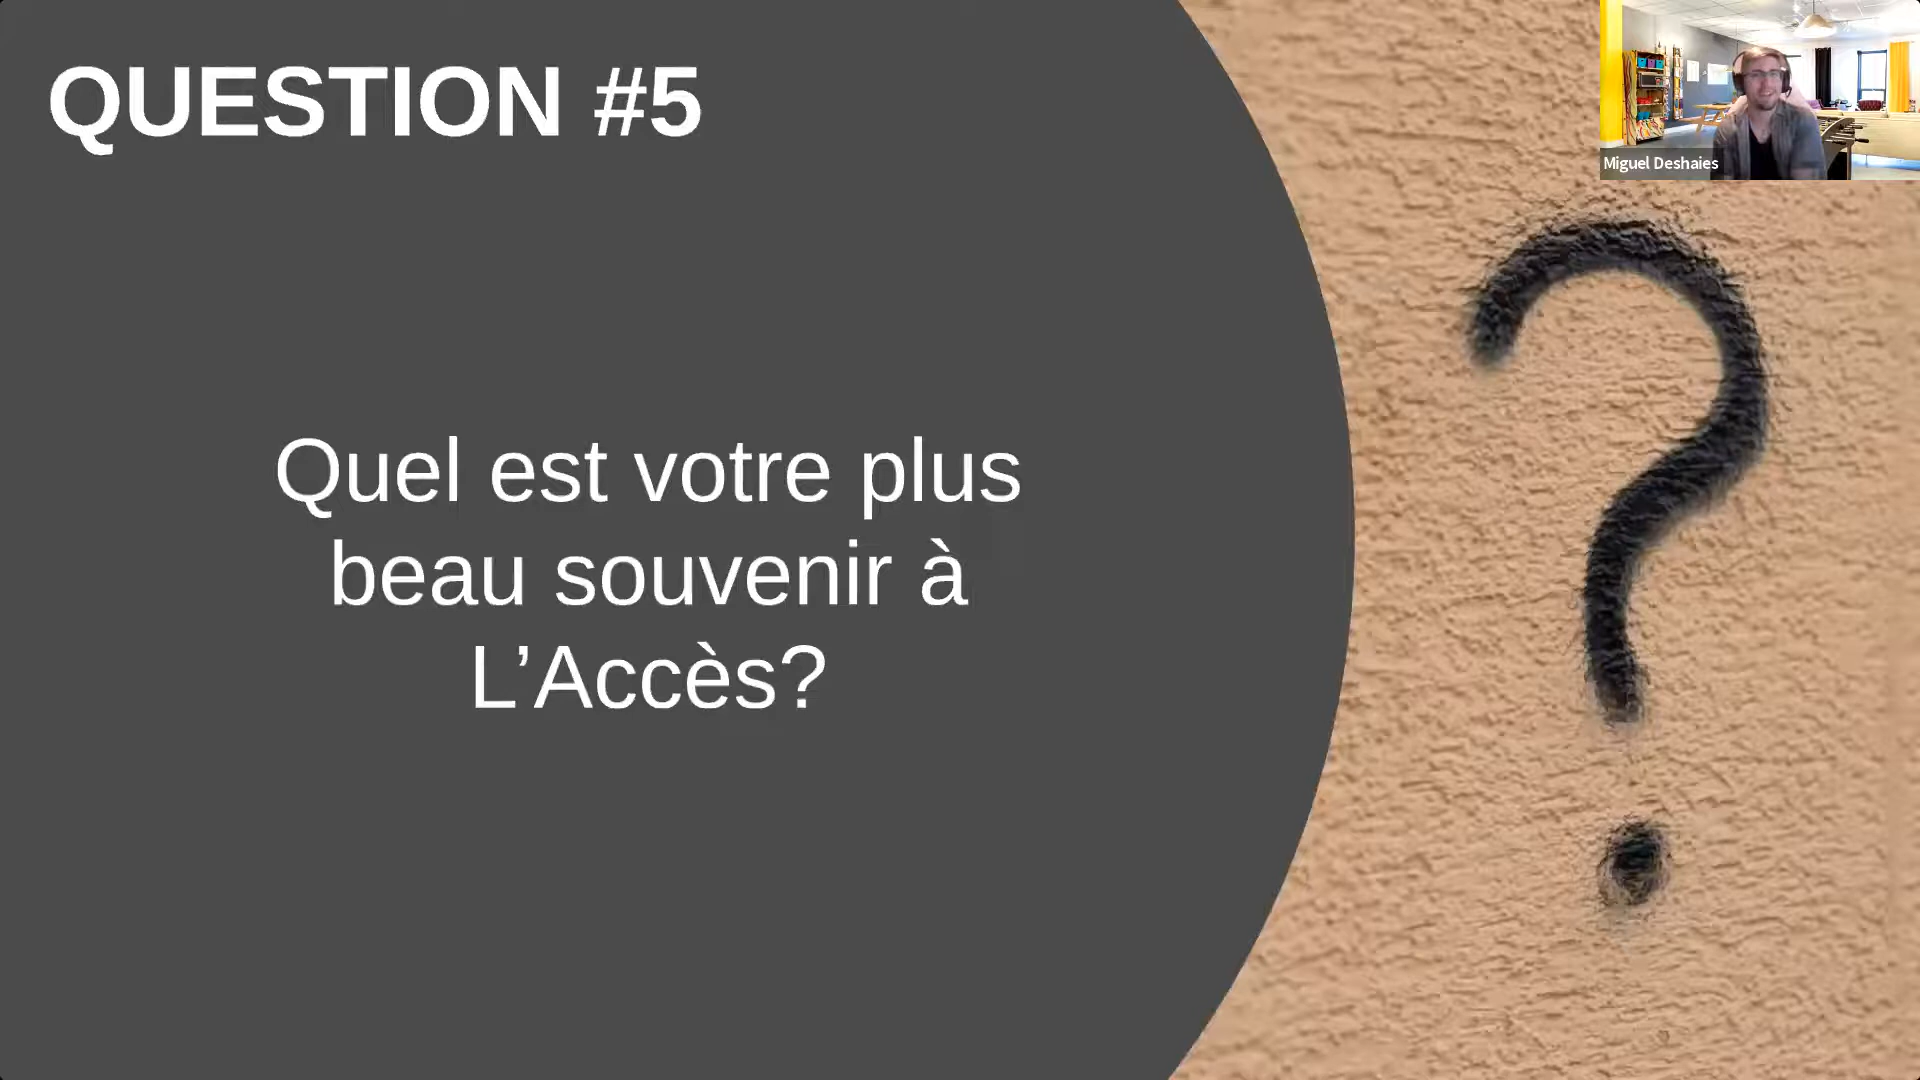 QUESTION #5
Miguel Deshaies
Quel est votre plus
beau souvenir à
L’Accès?